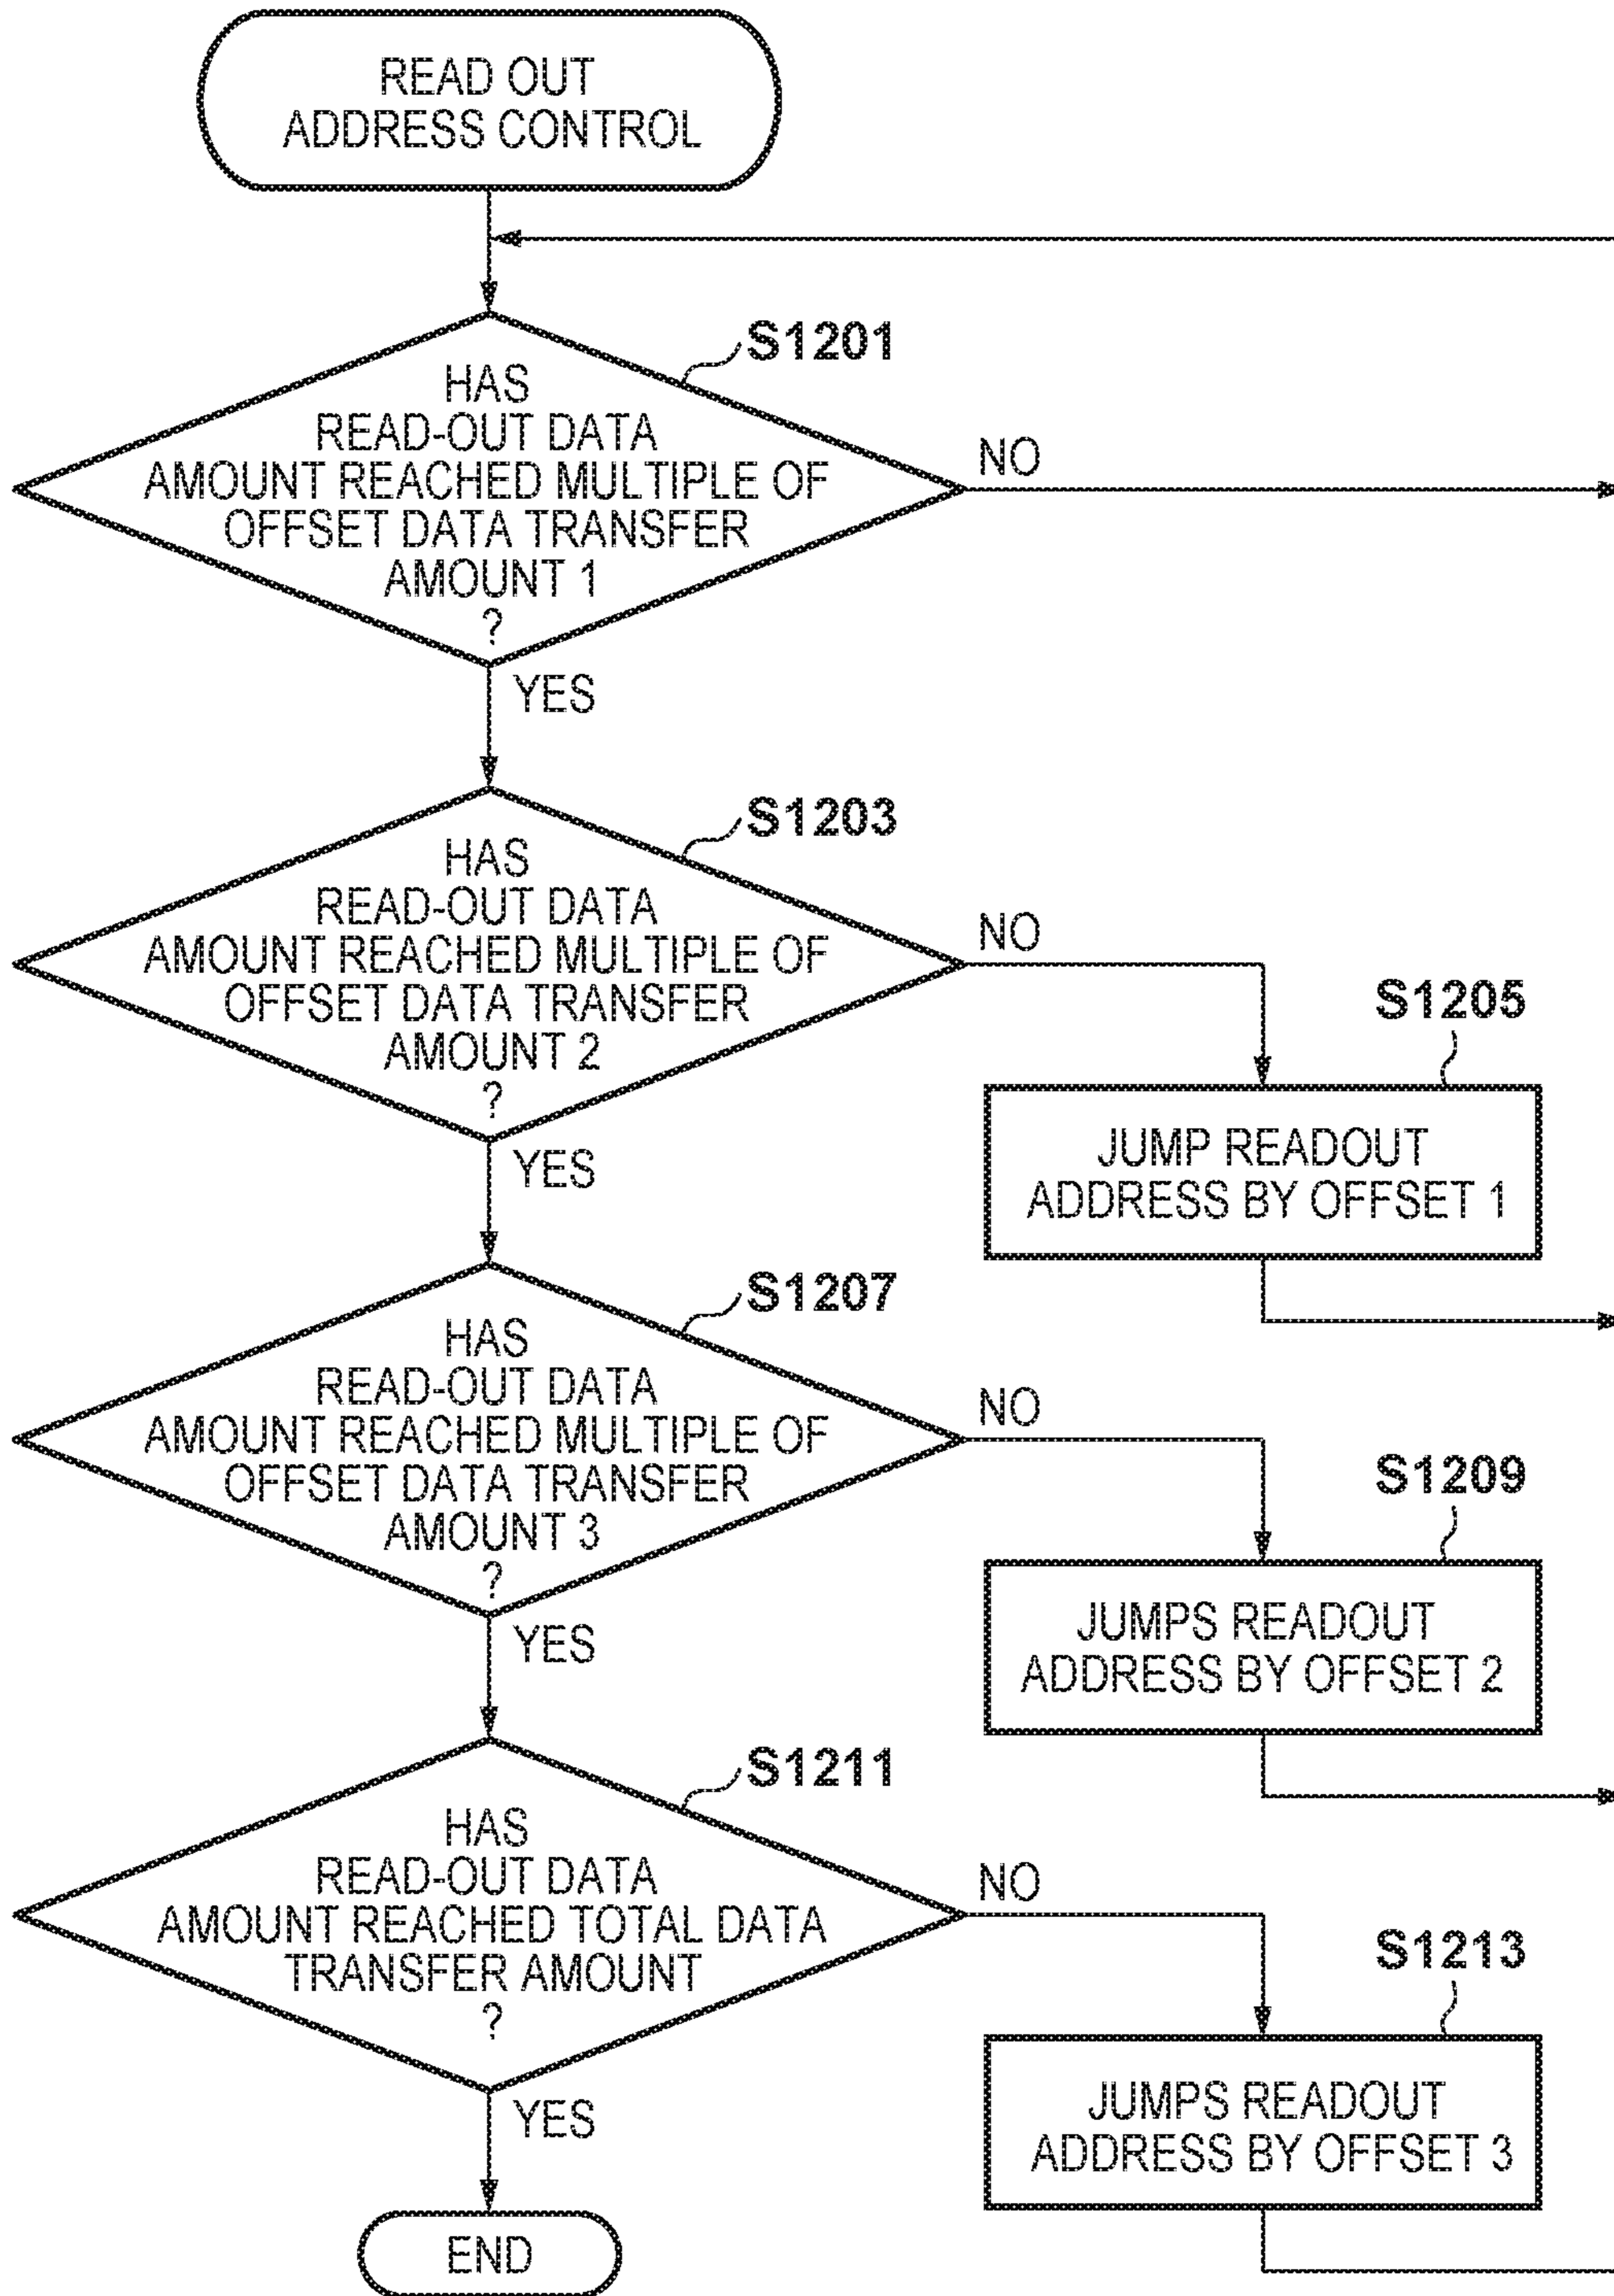 READ OUT
ADDRESS CONTROL
S1201
HAS
READ-OUT DATA
AMOUNT REACHED MULTIPLE OF
OFFSET DATA TRANSFER
AMOUNT 1
?
NO
YES
S1203
HAS
READ-OUT DATA
AMOUNT REACHED MULTIPLE OF
OFFSET DATA TRANSFER
AMOUNT 2
?
NO
YES
S1205
JUMP READOUT
ADDRESS BY OFFSET 1
S1207
HAS
READ-OUT DATA
AMOUNT REACHED MULTIPLE OF
OFFSET DATA TRANSFER
AMOUNT 3
?
NO
YES
S1209
JUMPS READOUT
ADDRESS BY OFFSET 2
S1211
HAS
READ-OUT DATA
AMOUNT REACHED TOTAL DATA
TRANSFER AMOUNT
?
NO
YES
S1213
JUMPS READOUT
ADDRESS BY OFFSET 3
END